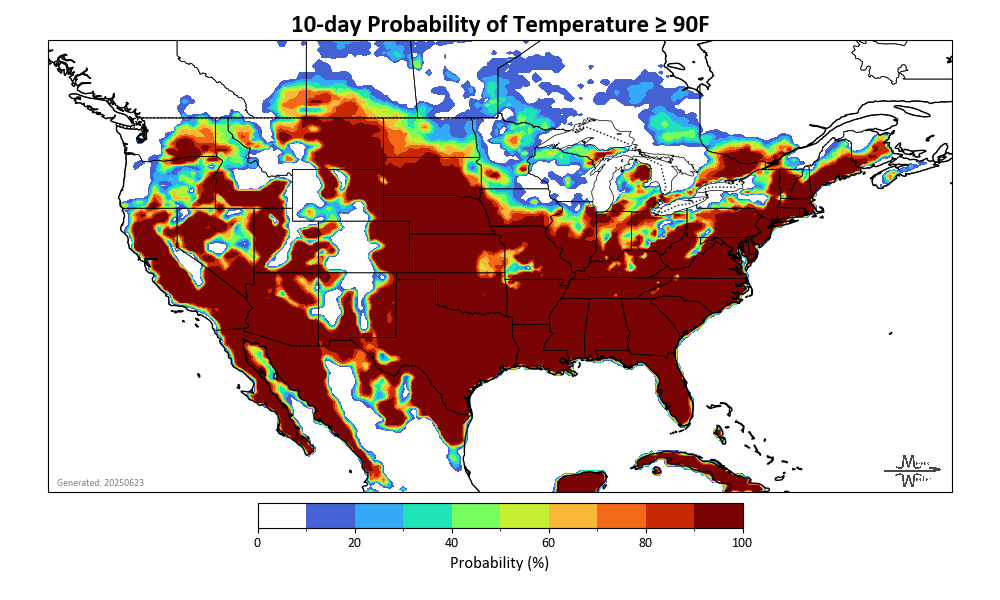 10-day Probability of Temperature ≥ 90F
Generated: 20250623
0 20 40 60 80 100
Probability (%)